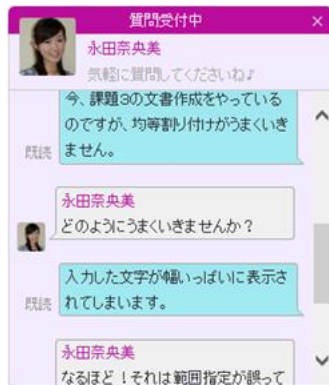 質問受付中
永田奈央美
気軽に質問してくださいね♪
今、課題3の文書作成をやっている
のですが、均等割り付けがうまくいき
ません。
既読
永田奈央美
どのようにうまくいきませんか？
入力した文字が幅いっぱいに表示さ
れてしまいます。
既読
永田奈央美
なるほど！それは範囲指定が誤って